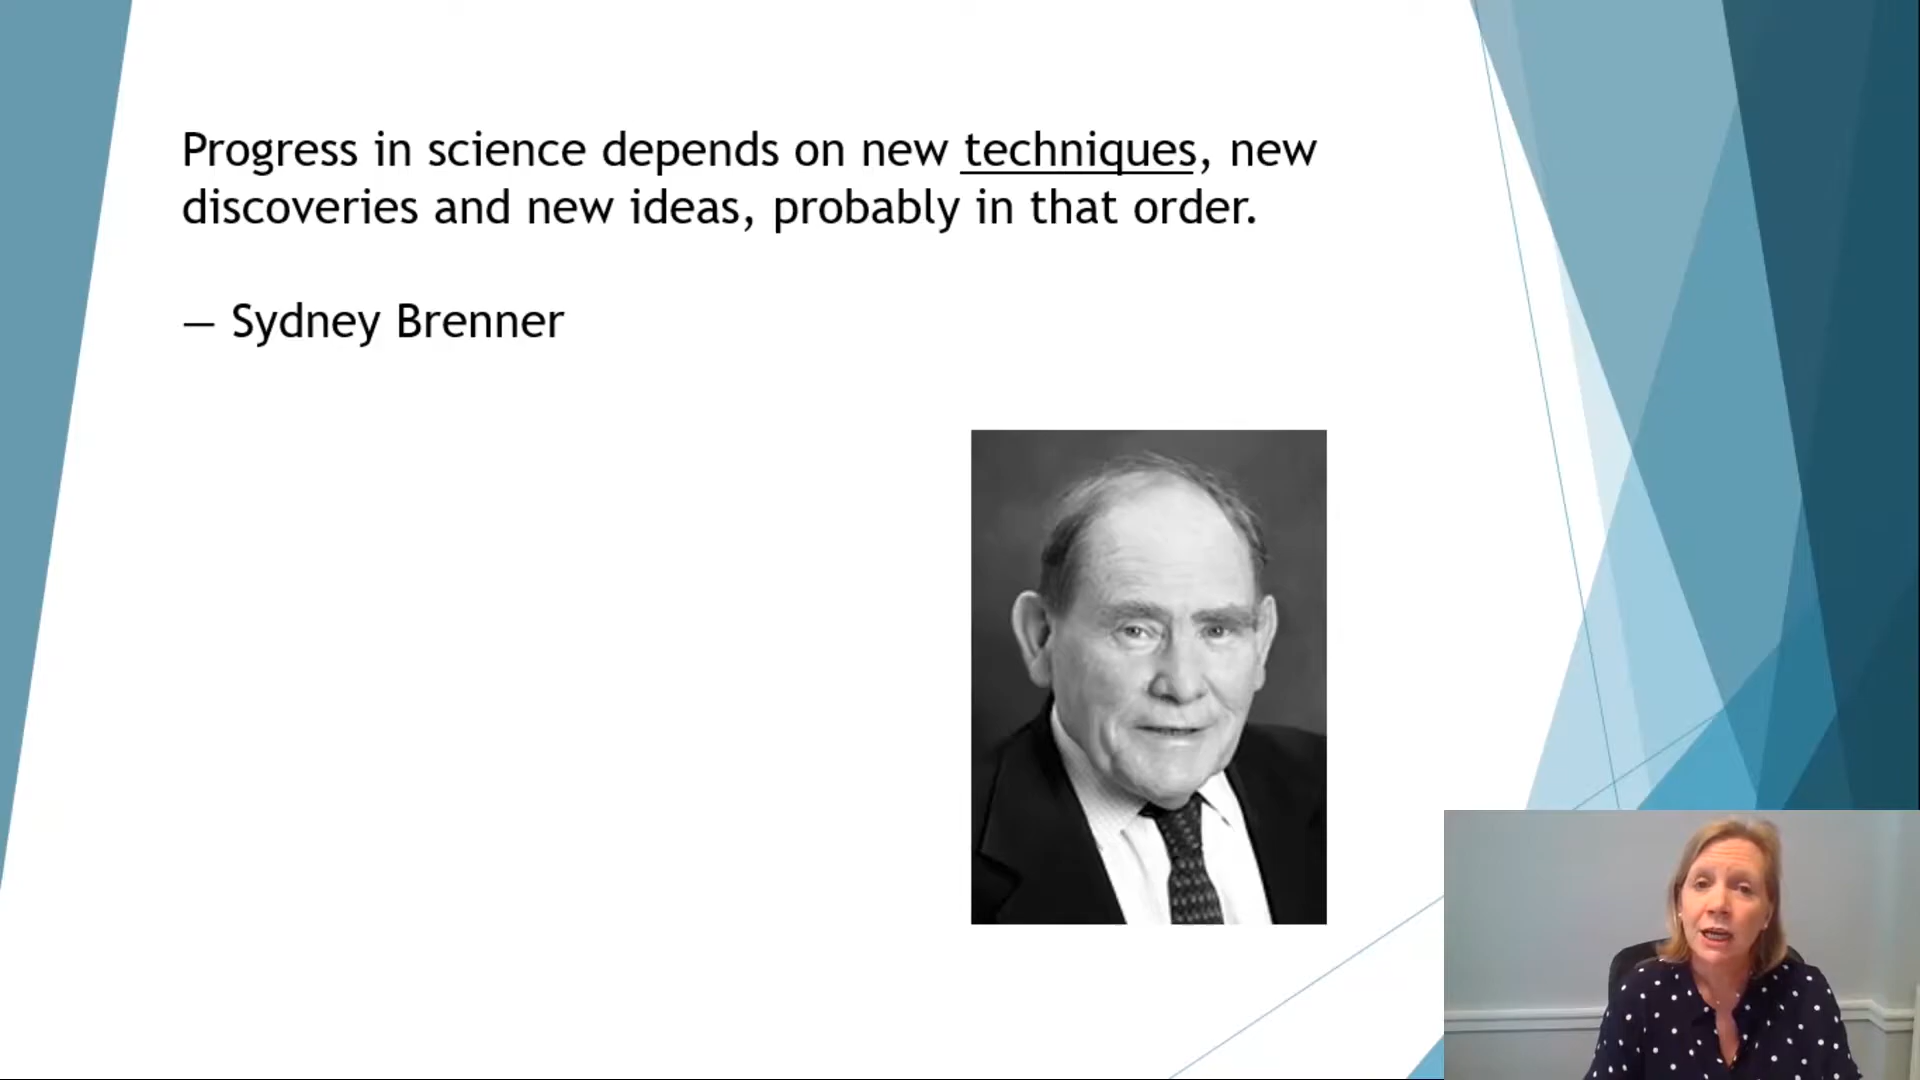 Progress in science depends on new techniques, new
discoveries and new ideas, probably in that order.
— Sydney Brenner